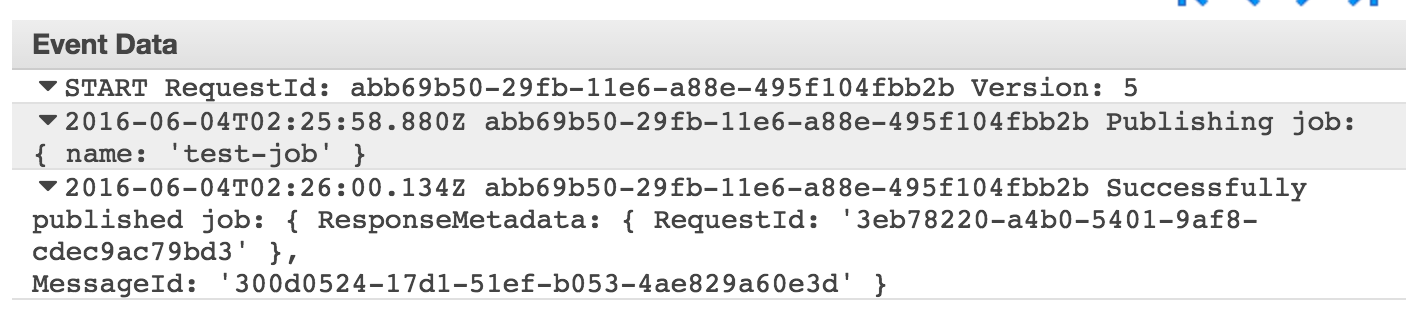 Event Data
START RequestId: abb69b50-29fb-11e6-a88e-495f104fbb2b Version: 5
2016-06-04T02:25:58.880Z abb69b50-29fb-11e6-a88e-495f104fbb2b Publishing job:
{ name: 'test-job' }
2016-06-04T02:26:00.134Z abb69b50-29fb-11e6-a88e-495f104fbb2b Successfully
published job: { ResponseMetadata: { RequestId: '3eb78220-a4b0-5401-9af8-
cdec9ac79bd3' },
MessageId: '300d0524-17d1-51ef-b053-4ae829a60e3d' }